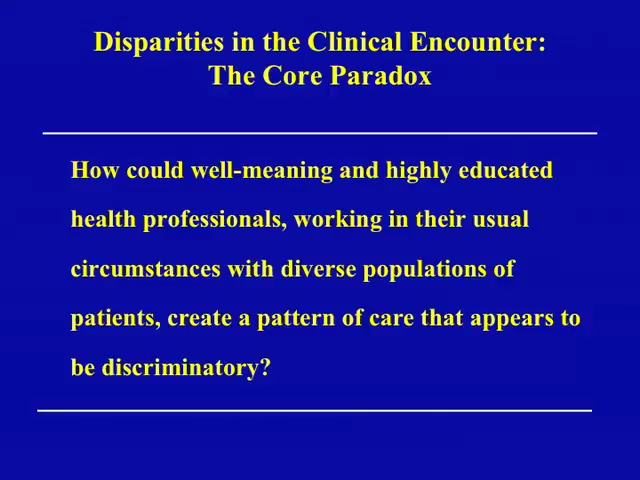 Disparities in the Clinical Encounter:
The Core Paradox
How could well-meaning and highly educated
health professionals, working in their usual
circumstances with diverse populations of
patients, create a pattern of care that appears to
be discriminatory?